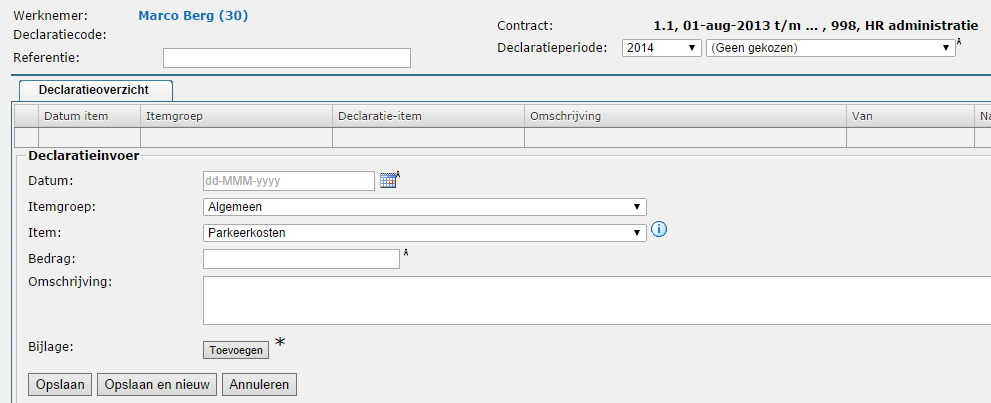 Werknemer: Marco Berg (30)
Contract: 1.1, 01-aug-2013 t/m ... , 998, HR administratie
Declaratiecode:
Declaratieperiode: 2014 (Geen gekozen)
Referentie:
Declaratieoverzicht
Datum item Itemgroep Declaratie-item Omschrijving Van Na
Declaratieinvoer
Datum: dd-MMM-yyyy
Itemgroep: Algemeen
Item: Parkeerkosten
Bedrag:
Omschrijving:
Bijlage: Toevoegen *
Opslaan Opslaan en nieuw Annuleren